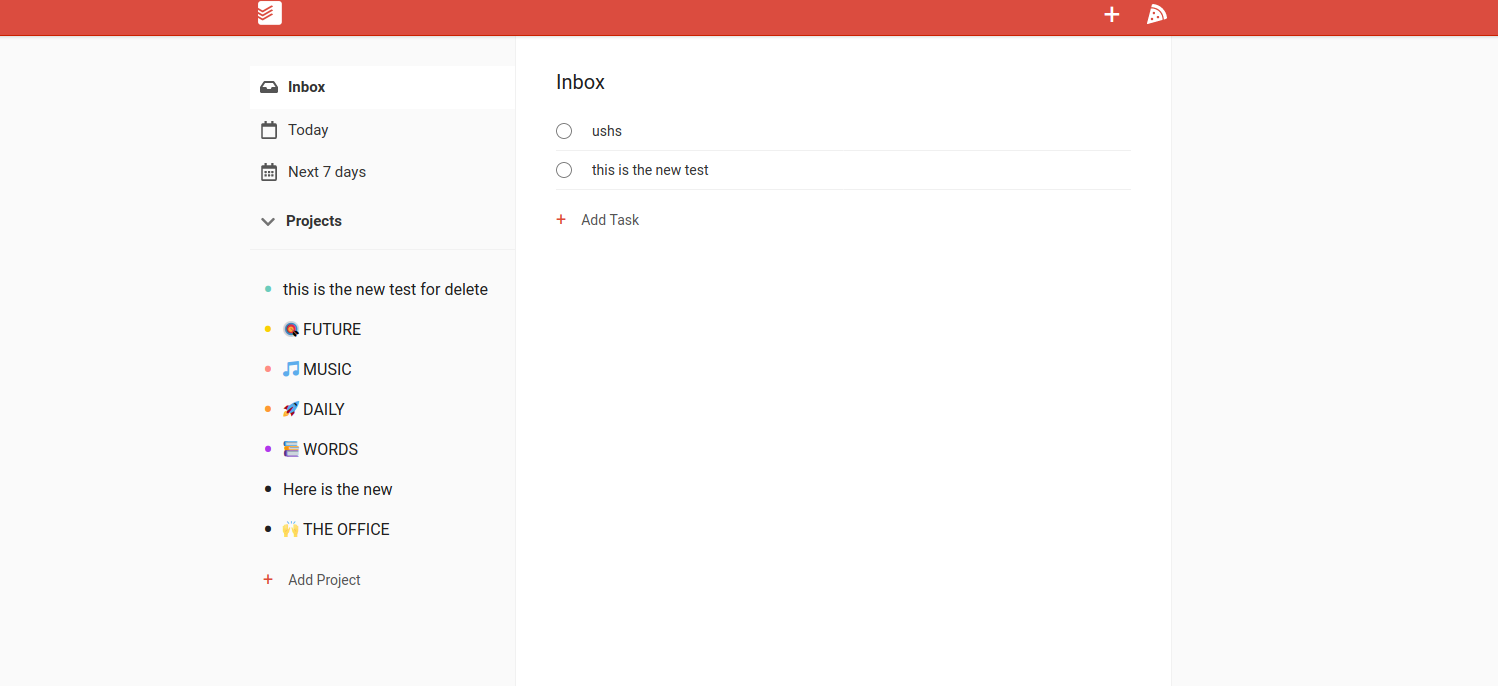 Inbox
Today
Next 7 days
Projects
this is the new test for delete
FUTURE
MUSIC
DAILY
WORDS
Here is the new
THE OFFICE
+ Add Project
Inbox
ushs
this is the new test
+ Add Task